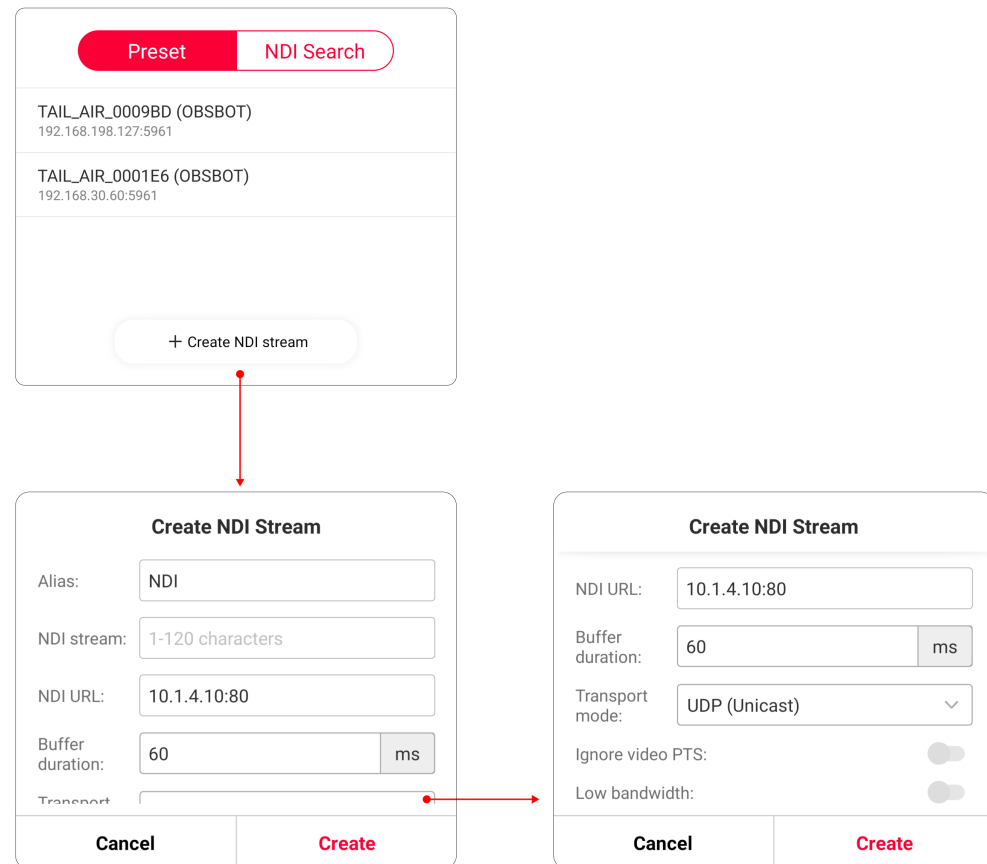 Preset
NDI Search
TAIL_AIR_0009BD (OBSBOT)
192.168.198.127:5961
TAIL_AIR_0001E6 (OBSBOT)
192.168.30.60:5961
+ Create NDI stream
Create NDI Stream
Alias:
NDI
NDI stream:
1-120 characters
NDI URL:
10.1.4.10:80
Buffer
duration:
60
ms
Transport
Cancel
Create
Create NDI Stream
NDI URL:
10.1.4.10:80
Buffer
duration:
60
ms
Transport
mode:
UDP (Unicast)
Ignore video PTS:
Low bandwidth:
Cancel
Create